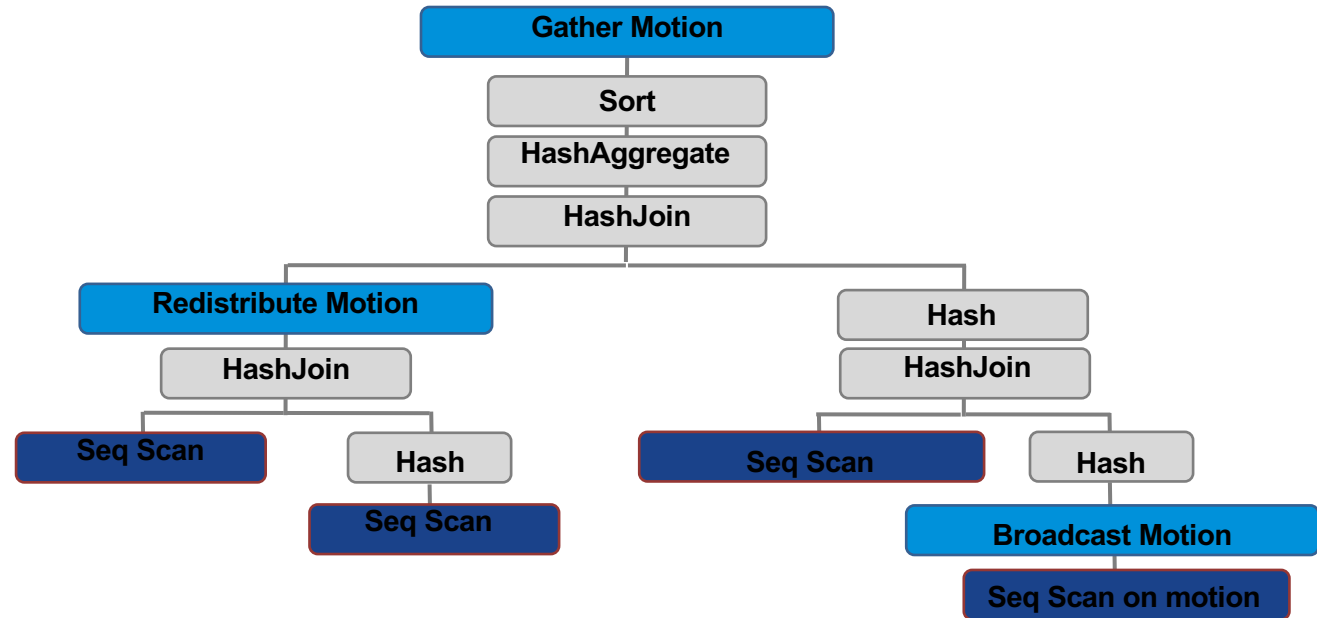 Gather Motion
Sort
HashAggregate
HashJoin
Redistribute Motion
Hash
HashJoin
HashJoin
Seq Scan
Hash
Seq Scan
Hash
Seq Scan
Broadcast Motion
Seq Scan on motion